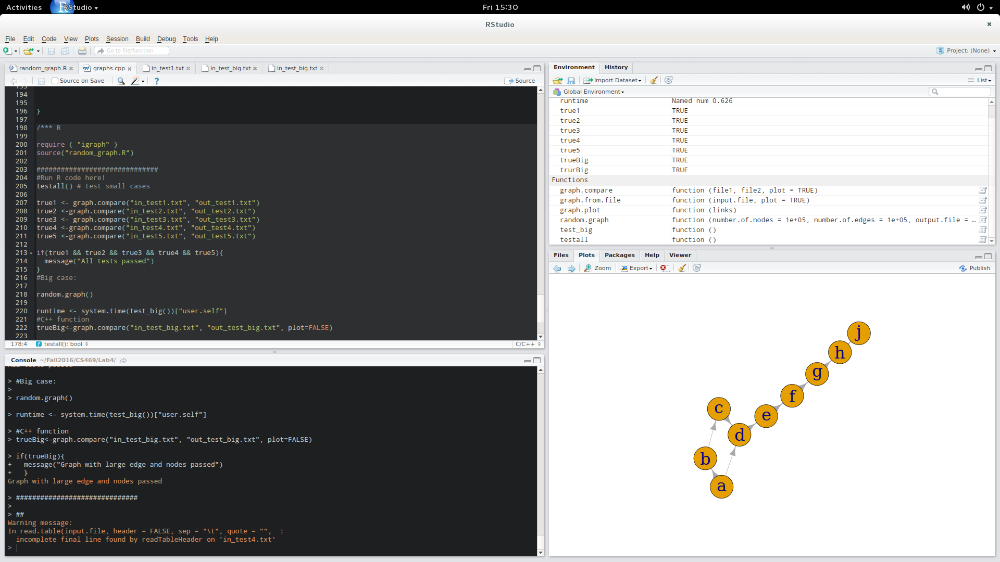 Activities RStudio Fri 15:30
RStudio
File Edit Code View Plots Session Build Debug Tools Help
Go to file/function Project: (None)
random_graph.R graphs.cpp in_test1.txt in_test_big.txt in_test_big.txt
Source on Save Source
193
194
195
196 }
197
198 /*** R
199
200 require ( "igraph" )
201 source("random_graph.R")
202
203 ##############################
204 #Run R code here!
205 testall() # test small cases
206
207 true1 <- graph.compare("in_test1.txt", "out_test1.txt")
208 true2 <-graph.compare("in_test2.txt", "out_test2.txt")
209 true3 <- graph.compare("in_test3.txt", "out_test3.txt")
210 true4 <-graph.compare("in_test4.txt", "out_test4.txt")
211 true5 <-graph.compare("in_test5.txt", "out_test5.txt")
212
213 if(true1 && true2 && true3 && true4 && true5){
214 message("All tests passed")
215 }
216 #Big case:
217
218 random.graph()
219
220 runtime <- system.time(test_big())["user.self"]
221 #C++ function
222 trueBig<-graph.compare("in_test_big.txt", "out_test_big.txt", plot=FALSE)
223
178:4 testall(): bool C/C++
Console ~/Fall2016/CS469/Lab4/
> #Big case:
>
> random.graph()
> runtime <- system.time(test_big())["user.self"]
> #C++ function
> trueBig<-graph.compare("in_test_big.txt", "out_test_big.txt", plot=FALSE)
> if(trueBig){
+ message("Graph with large edge and nodes passed")
+ }
Graph with large edge and nodes passed
> ##############################
>
> ##
Warning message:
In read.table(input.file, header = FALSE, sep = "\t", quote = "", :
incomplete final line found by readTableHeader on 'in_test4.txt'
>
Environment History
Import Dataset List
Global Environment
runtime Named num 0.626
true1 TRUE
true2 TRUE
true3 TRUE
true4 TRUE
true5 TRUE
trueBig TRUE
trurBig TRUE
Functions
graph.compare function (file1, file2, plot = TRUE)
graph.from.file function (input.file, plot = TRUE)
graph.plot function (links)
random.graph function (number.of.nodes = 1e+05, number.of.edges = 1e+05, output.file = …
test_big function ()
testall function ()
Files Plots Packages Help Viewer
Zoom Export Publish
j
h
g
f
c
e
d
b
a